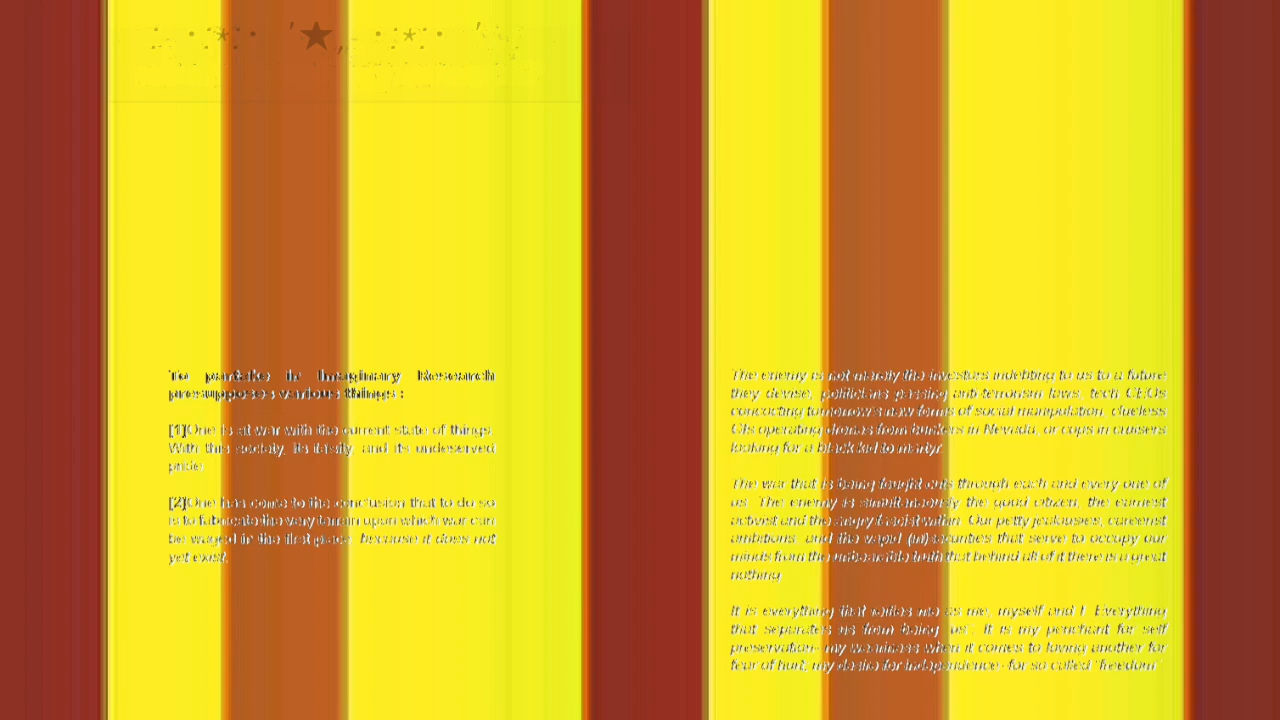 To partake in Imaginary Research
presupposes various things :
[1]One is at war with the current state of things.
With this society, its falsity, and its undeserved
pride.
[2]One has come to the conclusion that to do so
is to fabricate the very terrain upon which war can
be waged in the first place because it does not
yet exist.
The enemy is not merely the investors indebting to us to a future
they devise, politicians passing anti-terrorism laws, tech CEOs
concocting tomorrow's new forms of social manipulation, clueless
GIs operating drones from bunkers in Nevada, or cops in cruisers
looking for a black kid to martyr.
The war that is being fought cuts through each and every one of
us. The enemy is simultaneously the good citizen, the earnest
activist and the angry fascist within. Our petty jealousies, careerist
ambitions, and the vapid (in)securities that serve to occupy our
minds from the unbearable truth that behind all of it there is a great
nothing.
It is everything that unites me as me, myself and I. Everything
that separates us from being 'us'. It is my penchant for self
preservation- my weariness when it comes to loving another for
fear of hurt; my desire for independence- for so called 'freedom'.